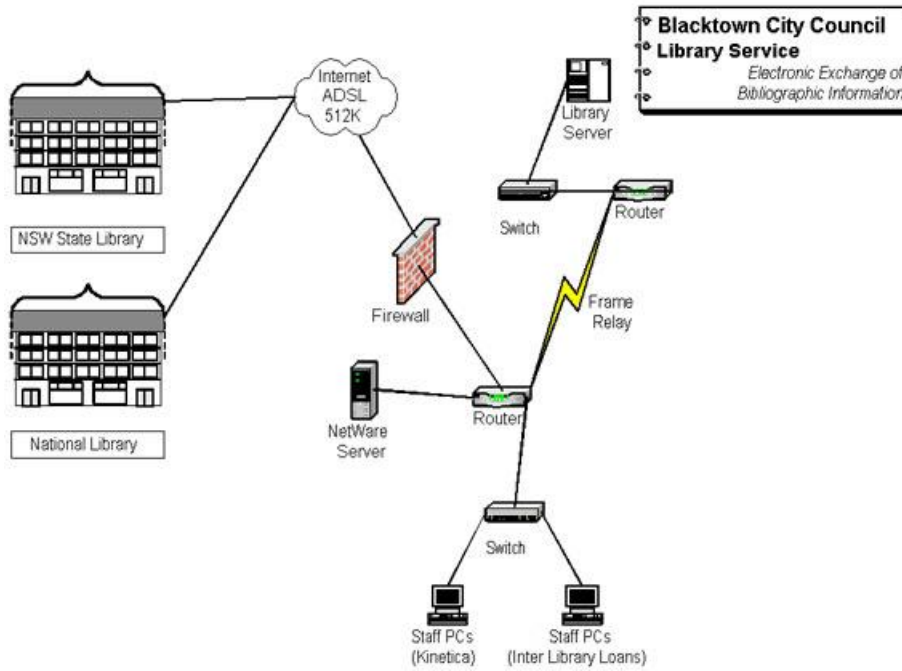 Blacktown City Council
Library Service
Electronic Exchange of
Bibliographic Information
Internet
ADSL
512K
Library
Server
Switch
Router
NSW State Library
Firewall
Frame
Relay
National Library
NetWare
Server
Router
Switch
Staff PCs
(Kinetica)
Staff PCs
(Inter Library Loans)